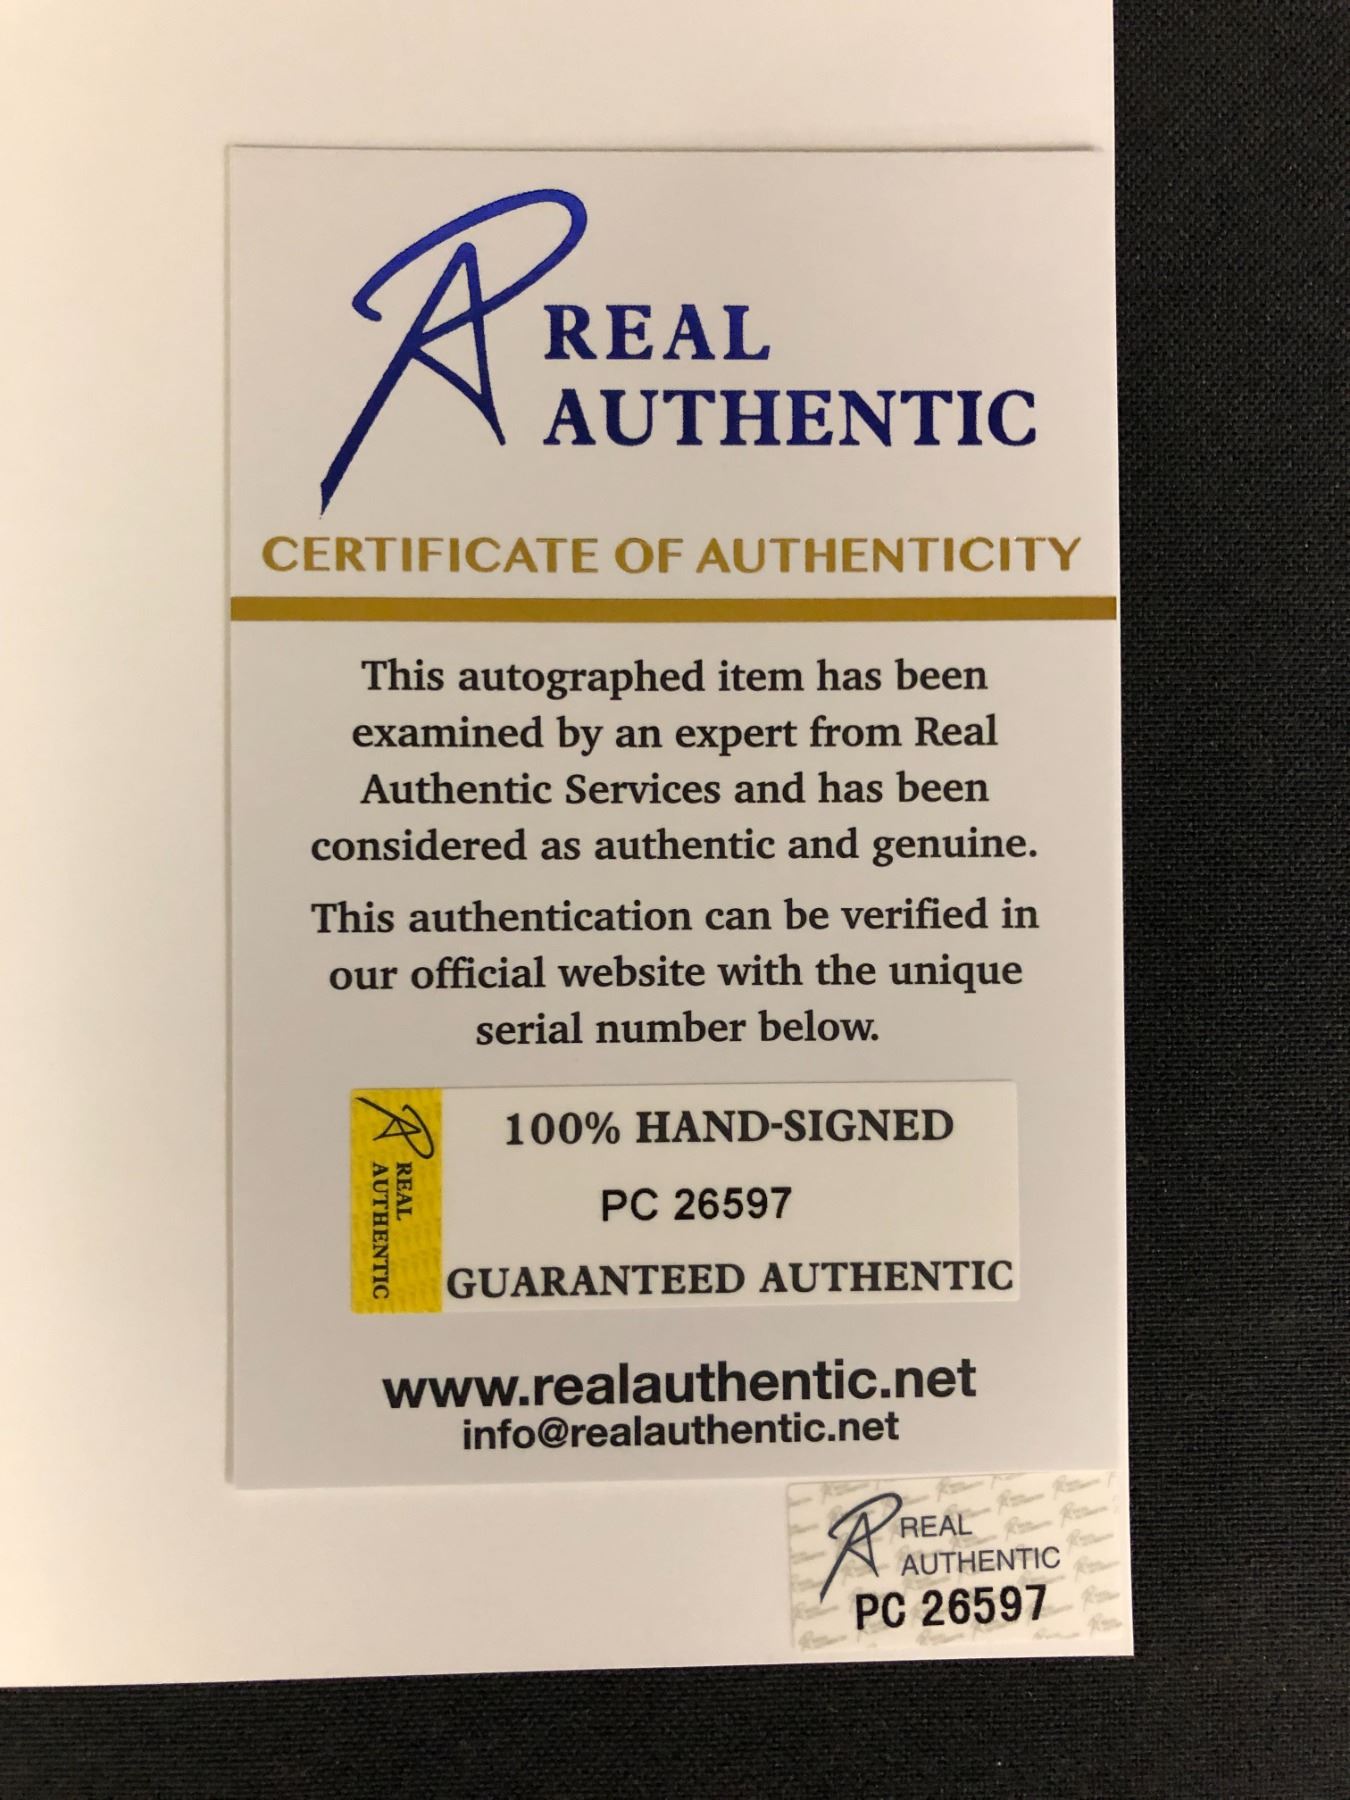 REAL
AUTHENTIC
CERTIFICATE OF AUTHENTICITY
This autographed item has been
examined by an expert from Real
Authentic Services and has been
considered as authentic and genuine.
This authentication can be verified in
our official website with the unique
serial number below.
REAL
AUTHENTIC
100% HAND-SIGNED
PC 26597
GUARANTEED AUTHENTIC
www.realauthentic.net
info@realauthentic.net
REAL
AUTHENTIC
PC 26597